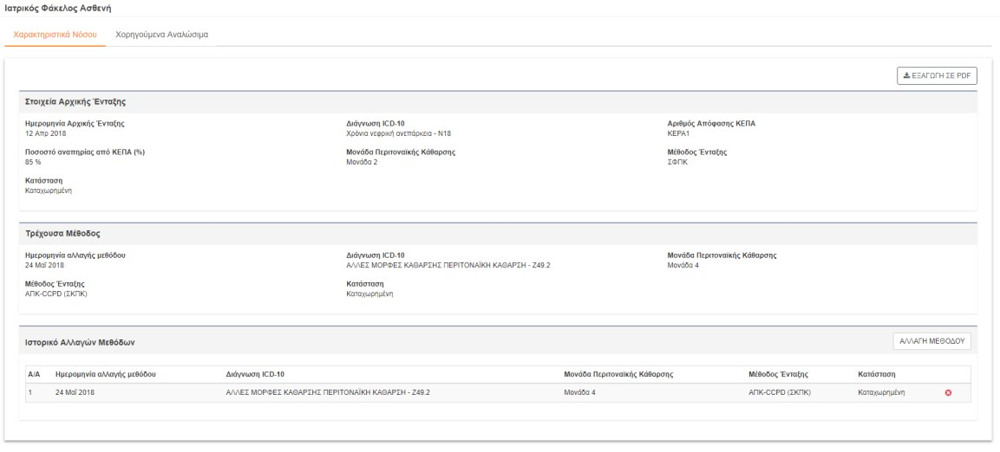 Ιατρικός Φάκελος Ασθενή
Χαρακτηριστικά Νόσου Χορηγούμενα Αναλώσιμα
ΕΞΑΓΩΓΗ ΣΕ PDF
Στοιχεία Αρχικής Ένταξης
Ημερομηνία Αρχικής Ένταξης Διάγνωση ICD-10 Αριθμός Απόφασης ΚΕΠΑ
12 Απρ 2018 Χρόνια νεφρική ανεπάρκεια - N18 KEPA1
Ποσοστό αναπηρίας από ΚΕΠΑ (%) Μονάδα Περιτοναϊκής Κάθαρσης Μέθοδος Ένταξης
85 % Μονάδα 2 ΣΦΠΚ
Κατάσταση
Καταχωρημένη
Τρέχουσα Μέθοδος
Ημερομηνία αλλαγής μεθόδου Διάγνωση ICD-10 Μονάδα Περιτοναϊκής Κάθαρσης
24 Μαΐ 2018 ΑΛΛΕΣ ΜΟΡΦΕΣ ΚΑΘΑΡΣΗΣ ΠΕΡΙΤΟΝΑΪΚΗ ΚΑΘΑΡΣΗ - Z49.2 Μονάδα 4
Μέθοδος Ένταξης Κατάσταση
ΑΠΚ-CCPD (ΣΚΠΚ) Καταχωρημένη
Ιστορικό Αλλαγών Μεθόδων ΑΛΛΑΓΗ ΜΕΘΟΔΟΥ
Α/Α Ημερομηνία αλλαγής μεθόδου Διάγνωση ICD-10 Μονάδα Περιτοναϊκής Κάθαρσης Μέθοδος Ένταξης Κατάσταση
1 24 Μαΐ 2018 ΑΛΛΕΣ ΜΟΡΦΕΣ ΚΑΘΑΡΣΗΣ ΠΕΡΙΤΟΝΑΪΚΗ ΚΑΘΑΡΣΗ - Z49.2 Μονάδα 4 ΑΠΚ-CCPD (ΣΚΠΚ) Καταχωρημένη